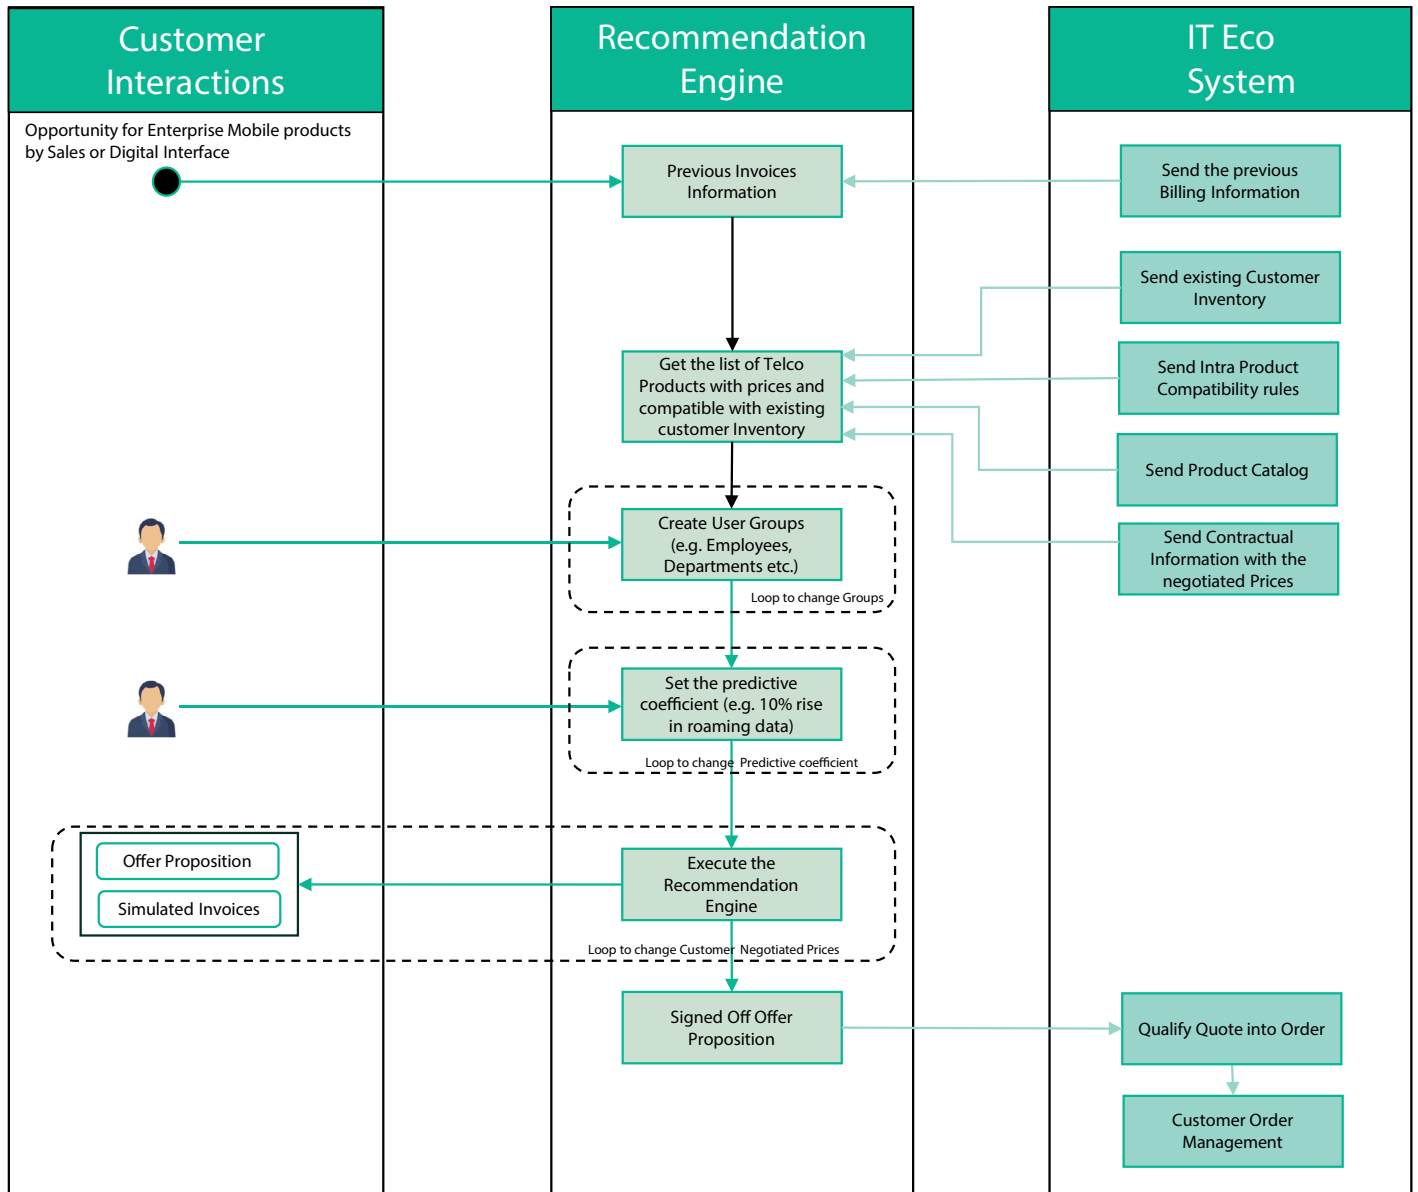 Customer
Interactions
Recommendation
Engine
IT Eco
System
Opportunity for Enterprise Mobile products
by Sales or Digital Interface
Previous Invoices
Information
Send the previous
Billing Information
Send existing Customer
Inventory
Get the list of Telco
Products with prices and
compatible with existing
customer Inventory
Send Intra Product
Compatibility rules
Send Product Catalog
Create User Groups
(e.g. Employees,
Departments etc.)
Loop to change Groups
Send Contractual
Information with the
negotiated Prices
Set the predictive
coefficient (e.g. 10% rise
in roaming data)
Loop to change Predictive coefficient
Offer Proposition
Simulated Invoices
Execute the
Recommendation
Engine
Loop to change Customer Negotiated Prices
Signed Off Offer
Proposition
Qualify Quote into Order
Customer Order
Management